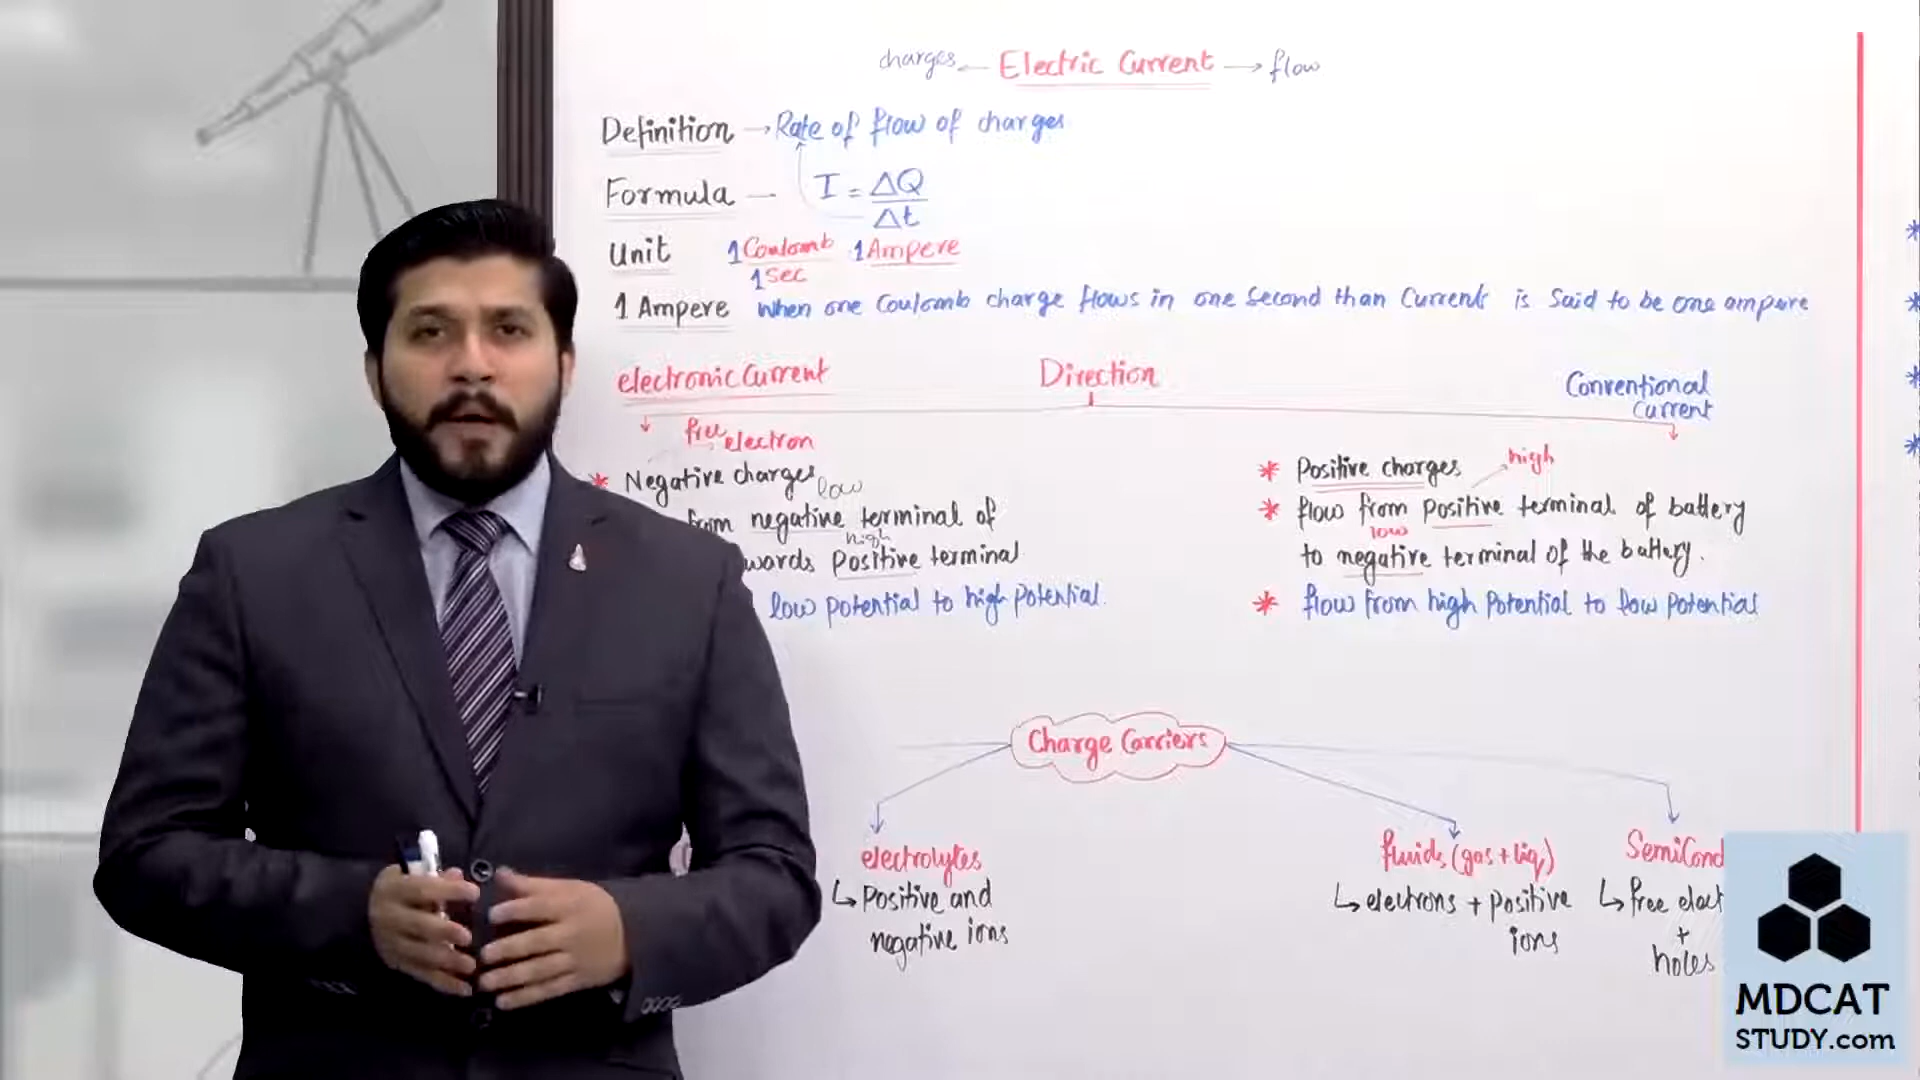 charges ← Electric Current → flow
Definition → Rate of flow of charges
Formula — I = ΔQ
Δt
Unit 1 Coulomb 1 Ampere
1 Sec
1 Ampere When one Coulomb charge flows in one Second than Current is Said to be one ampere
electronic Current Direction Conventional
Current
free electron
* Negative charges low
from negative terminal of
high
wards Positive terminal
low potential to high potential.
* Positive charges high
* flow from Positive terminal of battery
low
to negative terminal of the battery.
* flow from high Potential to low Potential
Charge Carriers
electrolytes
↳ Positive and
negative ions
fluids (gas + liq)
↳ electrons + positive
ions
SemiCond
↳ free elect
+
holes
MDCAT
STUDY.com